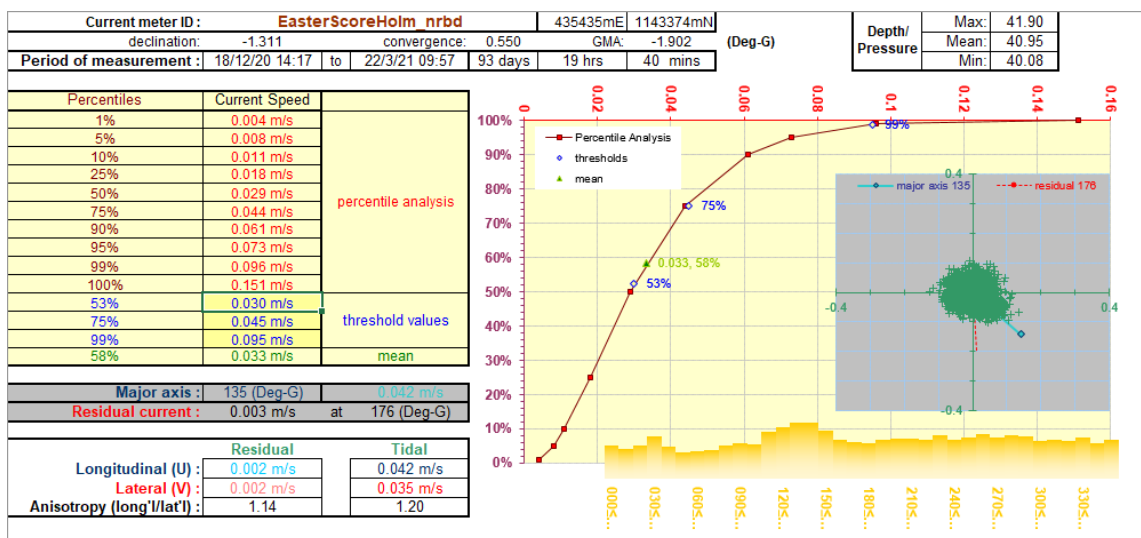 Current meter ID : EasterScoreHolm_nrbd 435435mE 1143374mN
declination: -1.311 convergence: 0.550 GMA: -1.902 (Deg-G)
Period of measurement : 18/12/20 14:17 to 22/3/21 09:57 93 days 19 hrs 40 mins
Depth/
Pressure
Max: 41.90
Mean: 40.95
Min: 40.08
Percentiles Current Speed
1% 0.004 m/s
5% 0.008 m/s
10% 0.011 m/s
25% 0.018 m/s
50% 0.029 m/s
75% 0.044 m/s
90% 0.061 m/s
95% 0.073 m/s
99% 0.096 m/s
100% 0.151 m/s
percentile analysis
53% 0.030 m/s
75% 0.045 m/s
99% 0.095 m/s
threshold values
58% 0.033 m/s mean
Major axis : 135 (Deg-G) 0.042 m/s
Residual current : 0.003 m/s at 176 (Deg-G)
Residual Tidal
Longitudinal (U) : 0.002 m/s 0.042 m/s
Lateral (V) : 0.002 m/s 0.035 m/s
Anisotropy (long'l/lat'l) : 1.14 1.20
0 0.02 0.04 0.06 0.08 0.1 0.12 0.14 0.16
100%
90%
80%
70%
60%
50%
40%
30%
20%
10%
0%
Percentile Analysis
thresholds
mean
99%
75%
0.033, 58%
53%
major axis 135 residual 176
0.4
-0.4 0.4
-0.4
000≤... 030≤... 060≤... 090≤... 120≤... 150≤... 180≤... 210≤... 240≤... 270≤... 300≤... 330≤...